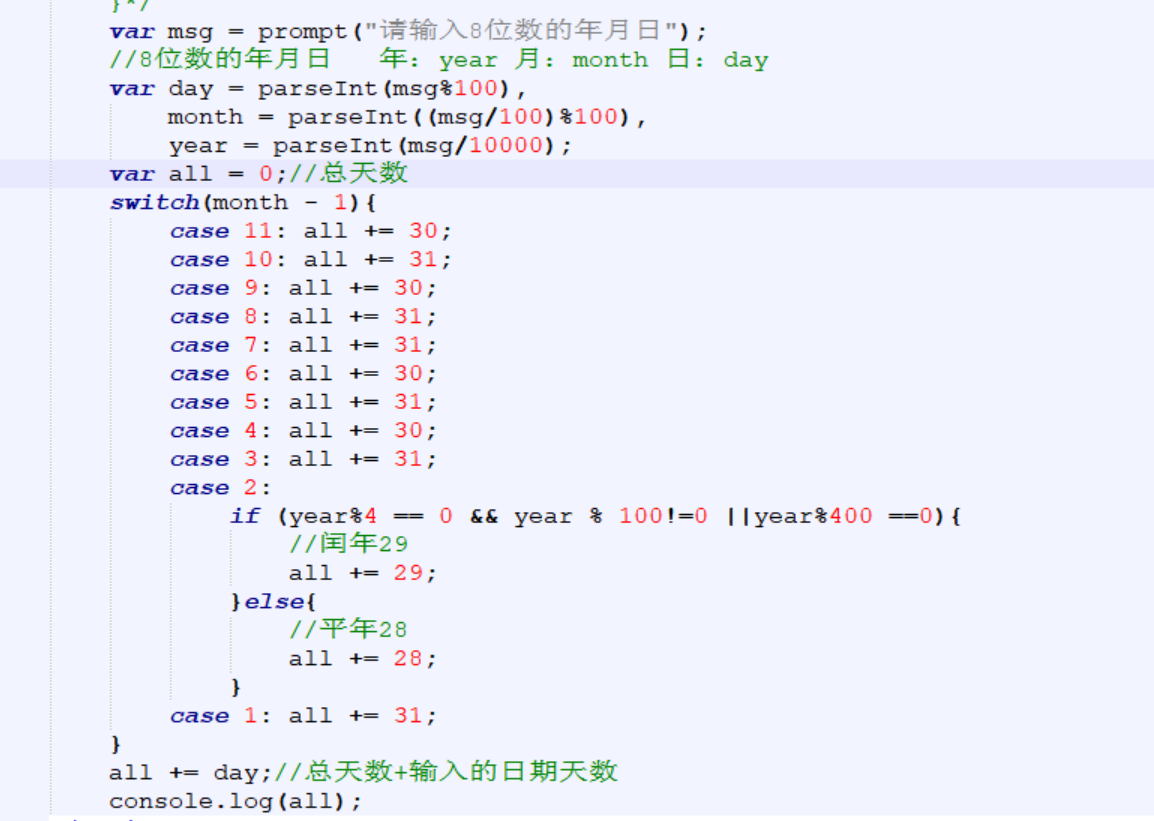 }*/
var msg = prompt("请输入8位数的年月日");
//8位数的年月日   年: year 月: month 日: day
var day = parseInt(msg%100),
    month = parseInt((msg/100)%100),
    year = parseInt(msg/10000);
var all = 0;//总天数
switch(month - 1){
    case 11: all += 30;
    case 10: all += 31;
    case 9: all += 30;
    case 8: all += 31;
    case 7: all += 31;
    case 6: all += 30;
    case 5: all += 31;
    case 4: all += 30;
    case 3: all += 31;
    case 2:
        if (year%4 == 0 && year % 100!=0 ||year%400 ==0){
            //闰年29
            all += 29;
        }else{
            //平年28
            all += 28;
        }
    case 1: all += 31;
}
all += day;//总天数+输入的日期天数
console.log(all);